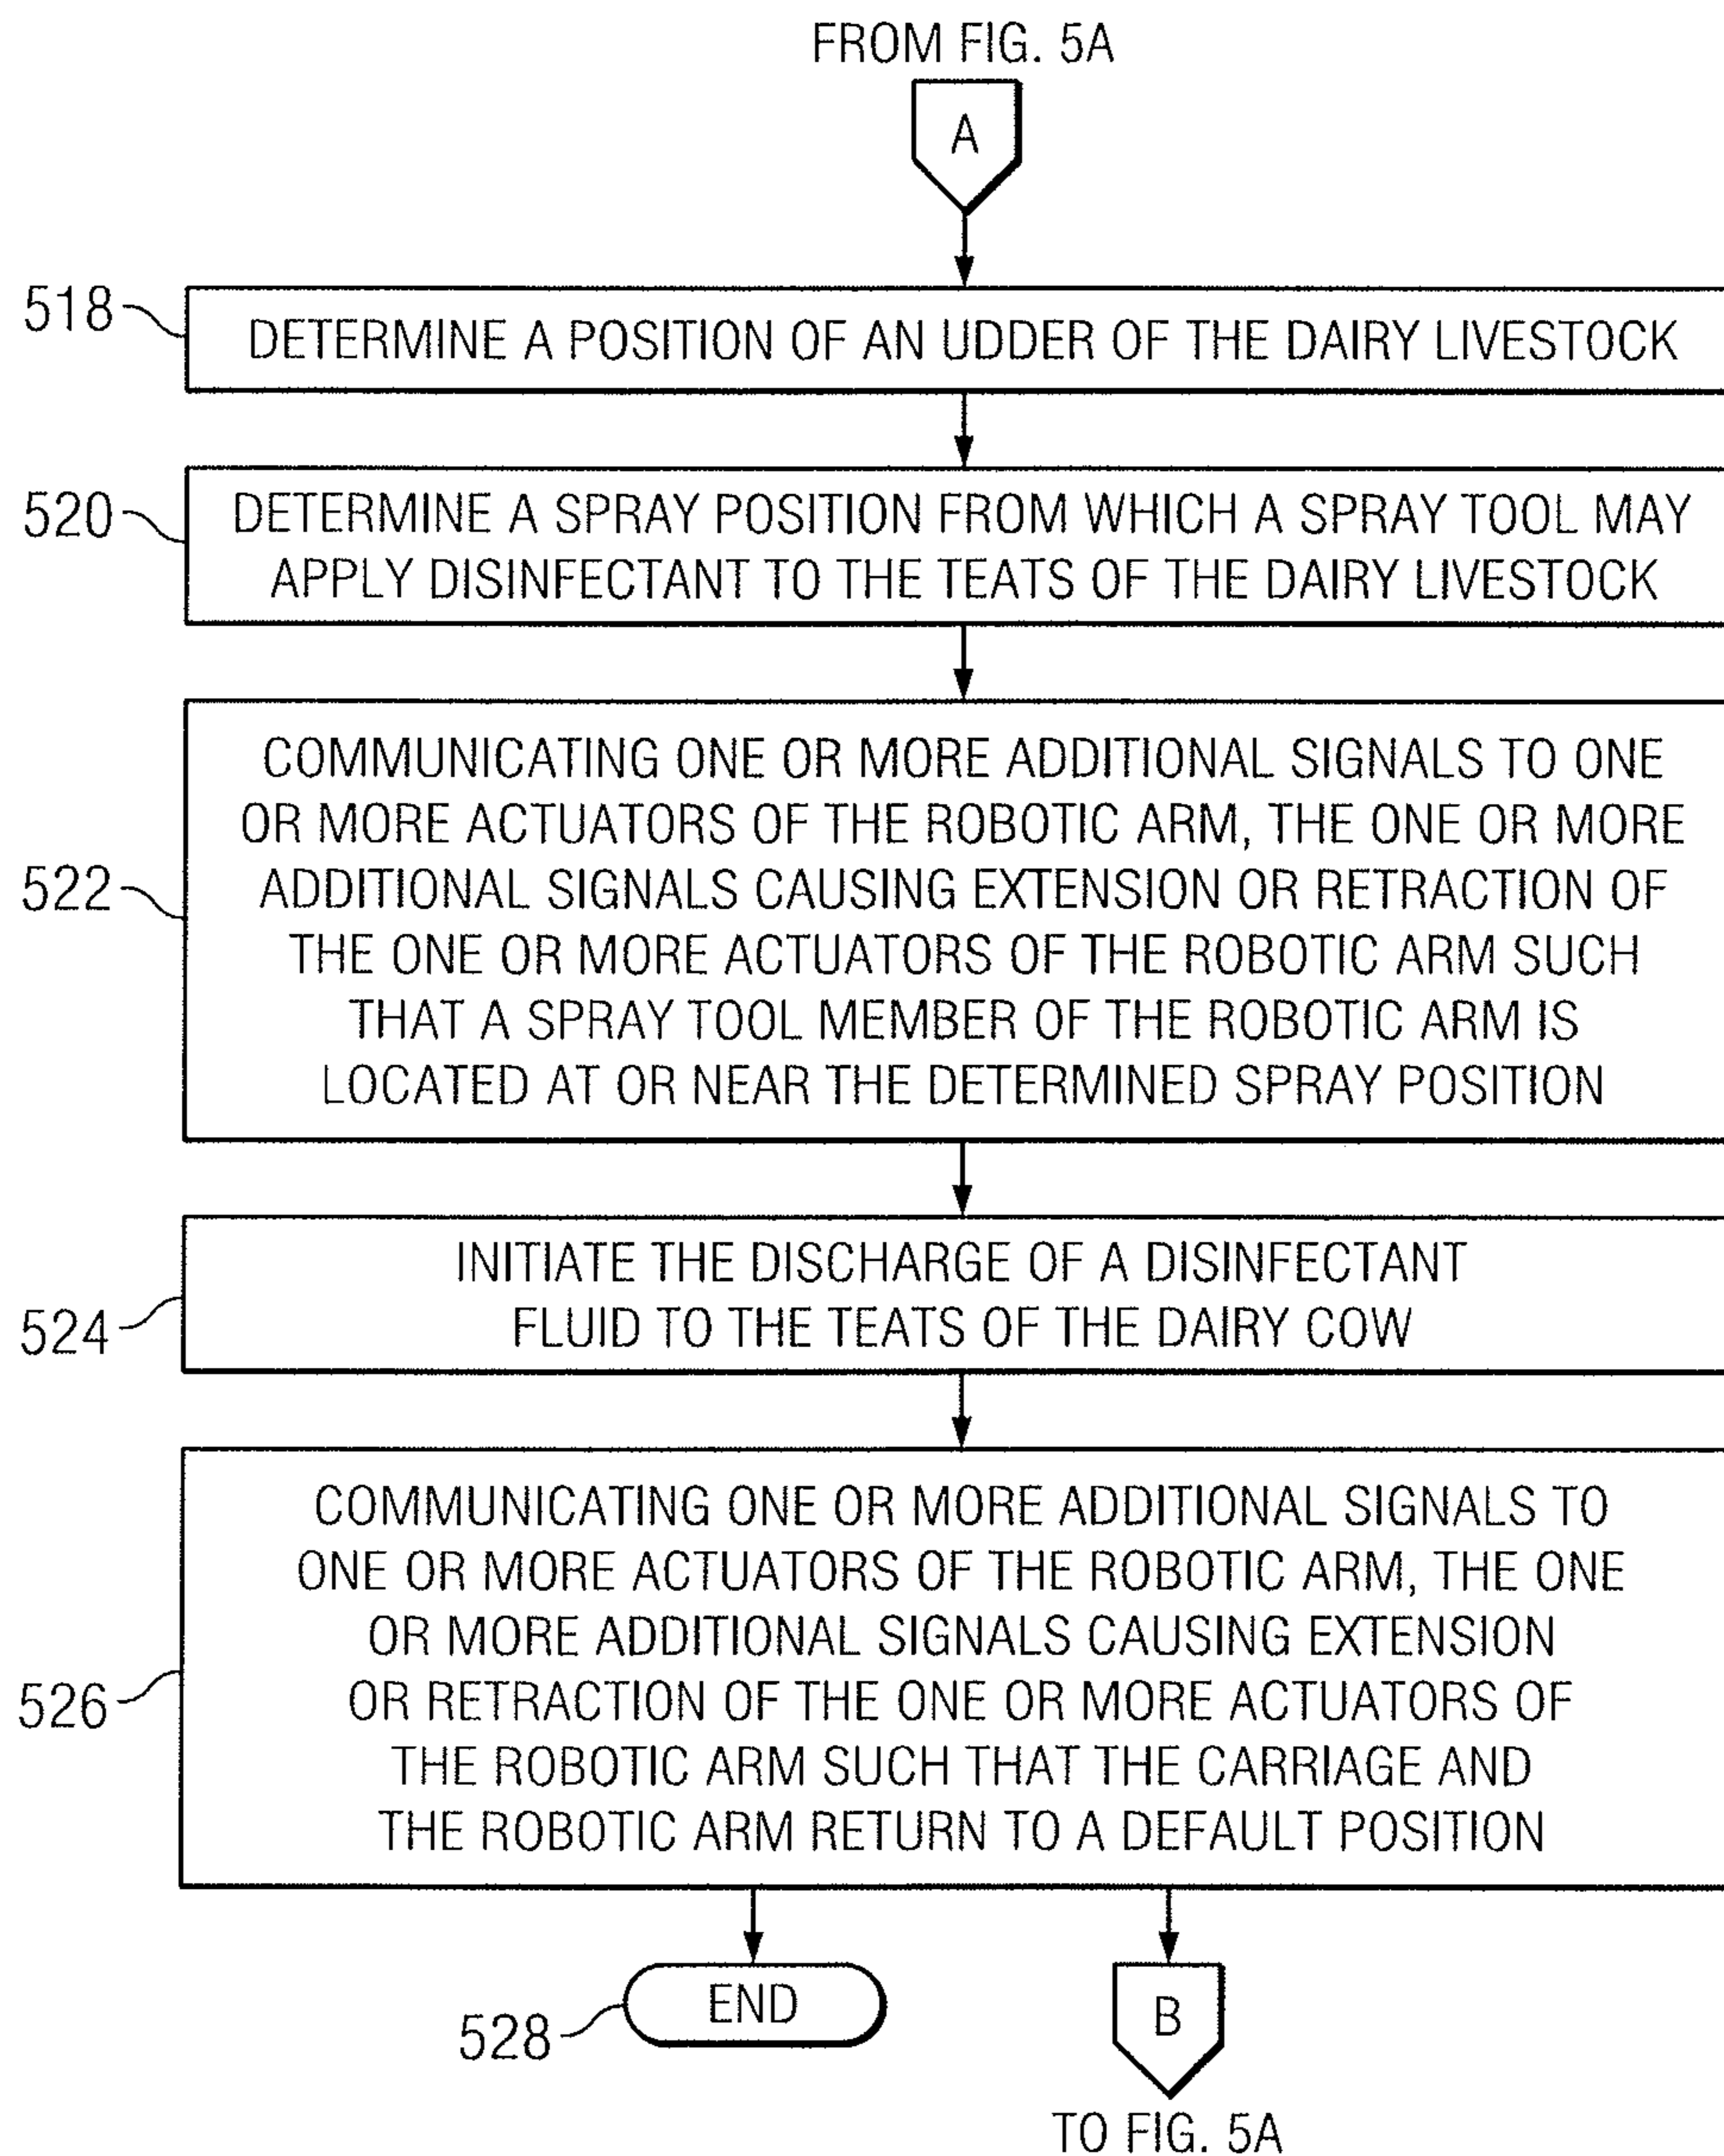 FROM FIG. 5A
A
518
DETERMINE A POSITION OF AN UDDER OF THE DAIRY LIVESTOCK
520
DETERMINE A SPRAY POSITION FROM WHICH A SPRAY TOOL MAY
APPLY DISINFECTANT TO THE TEATS OF THE DAIRY LIVESTOCK
522
COMMUNICATING ONE OR MORE ADDITIONAL SIGNALS TO ONE
OR MORE ACTUATORS OF THE ROBOTIC ARM, THE ONE OR MORE
ADDITIONAL SIGNALS CAUSING EXTENSION OR RETRACTION OF
THE ONE OR MORE ACTUATORS OF THE ROBOTIC ARM SUCH
THAT A SPRAY TOOL MEMBER OF THE ROBOTIC ARM IS
LOCATED AT OR NEAR THE DETERMINED SPRAY POSITION
524
INITIATE THE DISCHARGE OF A DISINFECTANT
FLUID TO THE TEATS OF THE DAIRY COW
526
COMMUNICATING ONE OR MORE ADDITIONAL SIGNALS TO
ONE OR MORE ACTUATORS OF THE ROBOTIC ARM, THE ONE
OR MORE ADDITIONAL SIGNALS CAUSING EXTENSION
OR RETRACTION OF THE ONE OR MORE ACTUATORS OF
THE ROBOTIC ARM SUCH THAT THE CARRIAGE AND
THE ROBOTIC ARM RETURN TO A DEFAULT POSITION
528
END
B
TO FIG. 5A